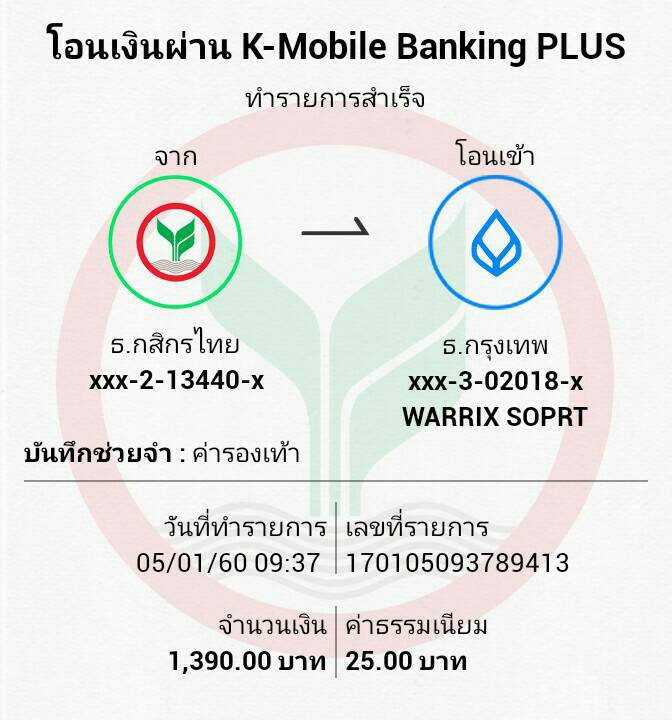 โอนเงินผ่าน K-Mobile Banking PLUS
ทำรายการสำเร็จ
จาก
โอนเข้า
ธ.กสิกรไทย
xxx-2-13440-x
ธ.กรุงเทพ
xxx-3-02018-x
WARRIX SOPRT
บันทึกช่วยจำ : ค่ารองเท้า
วันที่ทำรายการ
05/01/60 09:37
เลขที่รายการ
170105093789413
จำนวนเงิน
1,390.00 บาท
ค่าธรรมเนียม
25.00 บาท